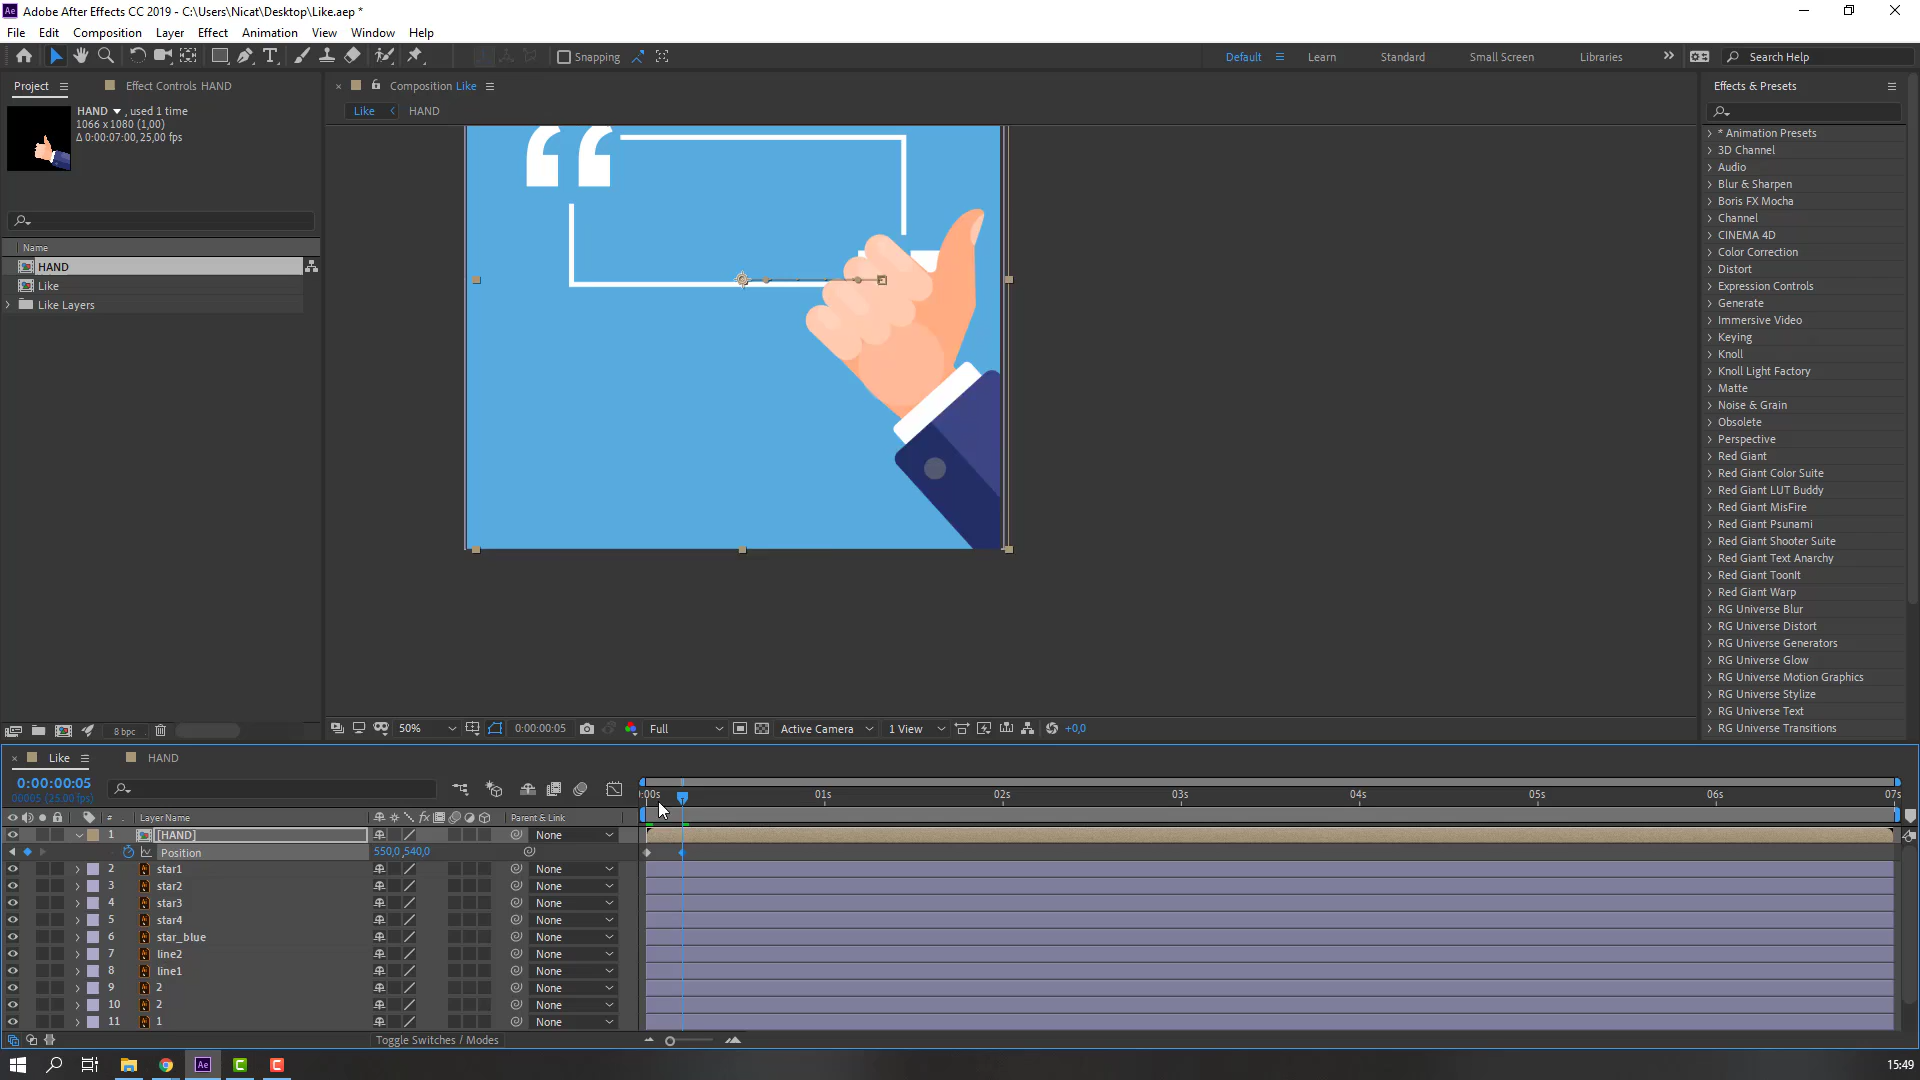 Adobe After Effects CC 2019 - C:\Users\Nicat\Desktop\Like.aep *
File Edit Composition Layer Effect Animation View Window Help
Snapping Default Learn Standard Small Screen Libraries Search Help
Project Effect Controls HAND
HAND , used 1 time
1066 x 1080 (1,00)
Δ 0:00:07:00, 25,00 fps
Name
HAND
Like
Like Layers
8 bpc
Composition Like
Like HAND
50% 0:00:00:05 Full Active Camera 1 View +0,0
Effects & Presets
* Animation Presets
3D Channel
Audio
Blur & Sharpen
Boris FX Mocha
Channel
CINEMA 4D
Color Correction
Distort
Expression Controls
Generate
Immersive Video
Keying
Knoll
Knoll Light Factory
Matte
Noise & Grain
Obsolete
Perspective
Red Giant
Red Giant Color Suite
Red Giant LUT Buddy
Red Giant MisFire
Red Giant Psunami
Red Giant Shooter Suite
Red Giant Text Anarchy
Red Giant ToonIt
Red Giant Warp
RG Universe Blur
RG Universe Distort
RG Universe Generators
RG Universe Glow
RG Universe Motion Graphics
RG Universe Stylize
RG Universe Text
RG Universe Transitions
Like HAND
0:00:00:05
00005 (25.00 fps)
:00s 01s 02s 03s 04s 05s 06s 07s
# Layer Name Parent & Link
1 [HAND] None
Position 550,0 ,540,0
2 star1 None
3 star2 None
4 star3 None
5 star4 None
6 star_blue None
7 line2 None
8 line1 None
9 2 None
10 2 None
11 1 None
Toggle Switches / Modes
15:49